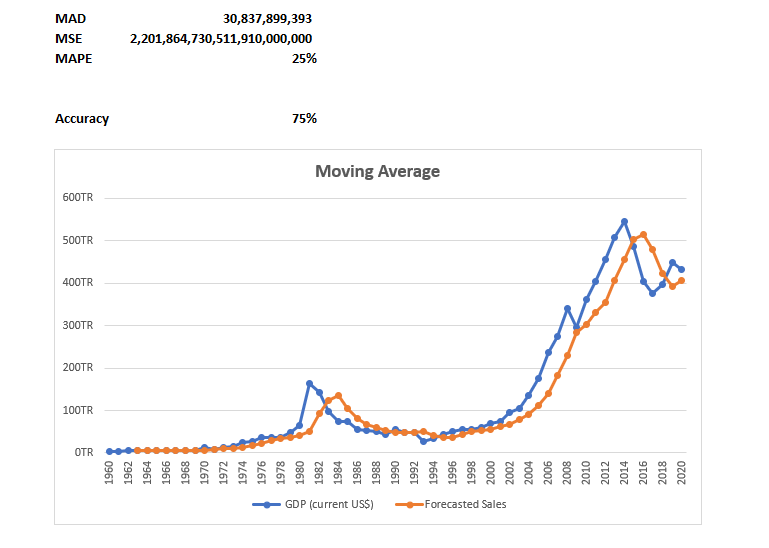 MAD 30,837,899,393
MSE 2,201,864,730,511,910,000,000
MAPE 25%
Accuracy 75%
Moving Average
600TR
500TR
400TR
300TR
200TR
100TR
0TR
1960 1962 1964 1966 1968 1970 1972 1974 1976 1978 1980 1982 1984 1986 1988 1990 1992 1994 1996 1998 2000 2002 2004 2006 2008 2010 2012 2014 2016 2018 2020
GDP (current US$) Forecasted Sales